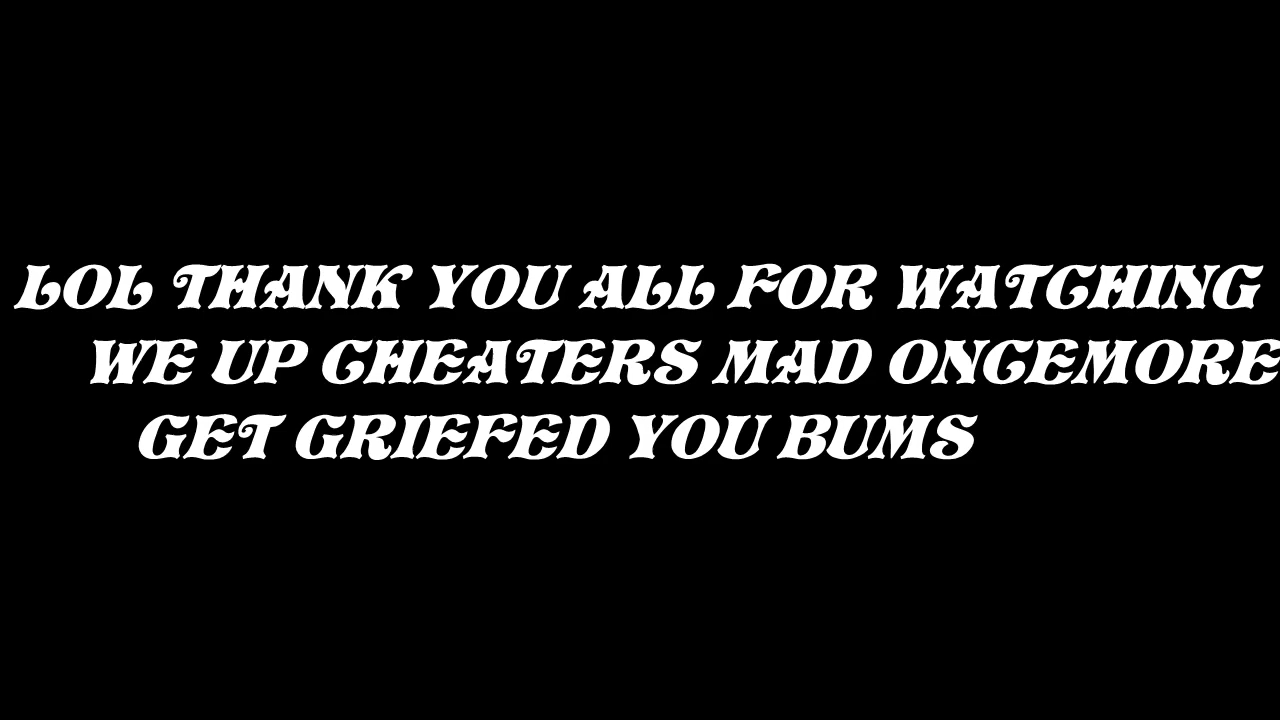 LOL THANK YOU ALL FOR WATCHING
WE UP CHEATERS MAD ONCEMORE
GET GRIEFED YOU BUMS